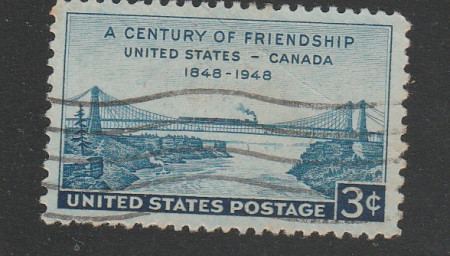 A CENTURY OF FRIENDSHIP
UNITED STATES – CANADA
1848-1948
UNITED STATES POSTAGE 3¢